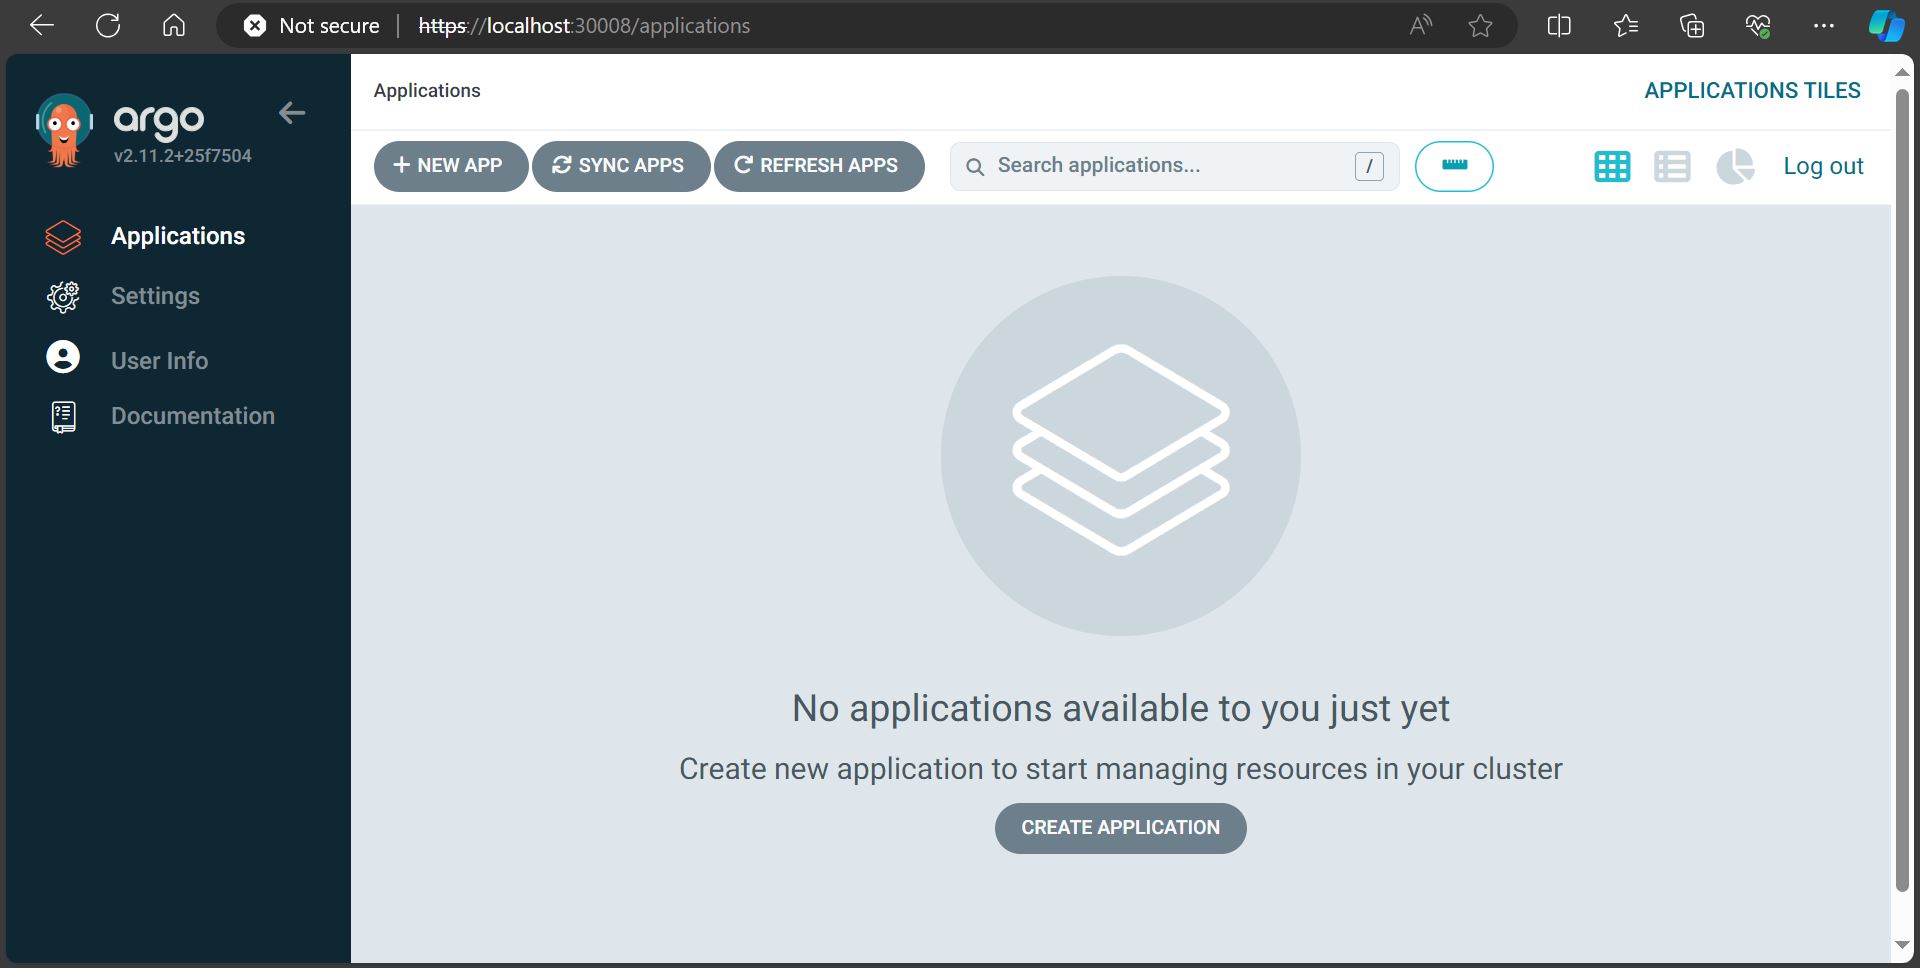 Not secure | https://localhost:30008/applications
argo
v2.11.2+25f7504
Applications
Settings
User Info
Documentation
Applications
APPLICATIONS TILES
NEW APP
SYNC APPS
REFRESH APPS
Search applications...
/
Log out
No applications available to you just yet
Create new application to start managing resources in your cluster
CREATE APPLICATION